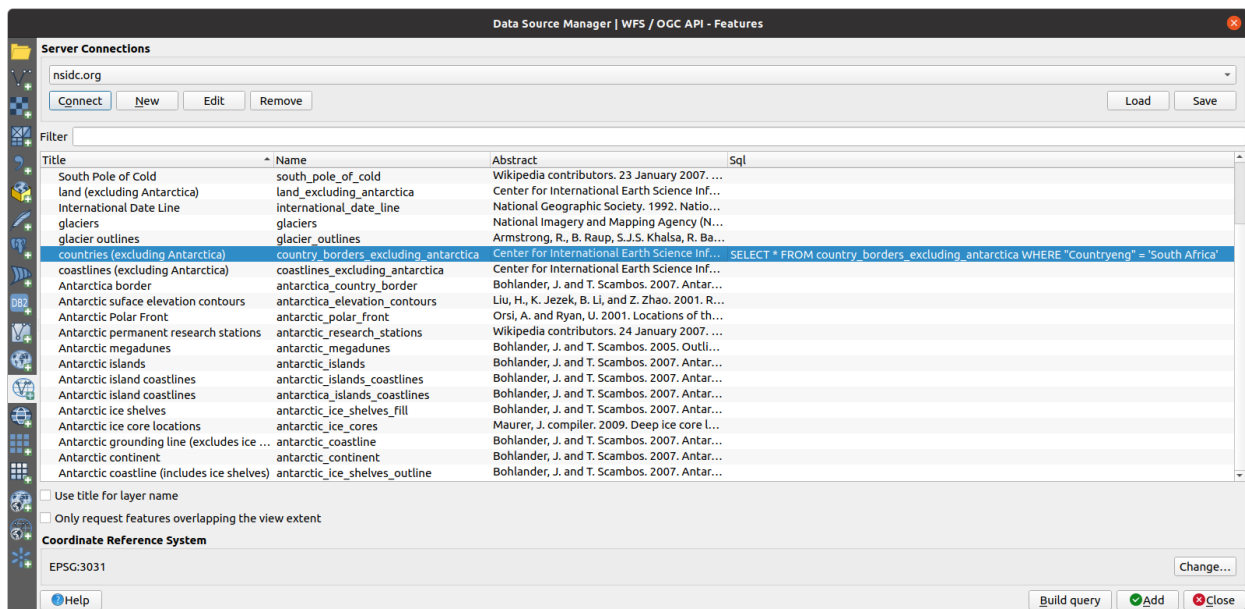 Data Source Manager | WFS / OGC API - Features
Server Connections
nsidc.org
Connect New Edit Remove Load Save
Filter
Title Name Abstract Sql
South Pole of Cold south_pole_of_cold Wikipedia contributors. 23 January 2007. ...
land (excluding Antarctica) land_excluding_antarctica Center for International Earth Science Inf...
International Date Line international_date_line National Geographic Society. 1992. Natio...
glaciers glaciers National Imagery and Mapping Agency (N...
glacier outlines glacier_outlines Armstrong, R., B. Raup, S.J.S. Khalsa, R. Ba...
countries (excluding Antarctica) country_borders_excluding_antarctica Center for International Earth Science Inf... SELECT * FROM country_borders_excluding_antarctica WHERE "Countryeng" = 'South Africa'
coastlines (excluding Antarctica) coastlines_excluding_antarctica Center for International Earth Science Inf...
Antarctica border antarctica_country_border Bohlander, J. and T. Scambos. 2007. Antar...
Antarctic suface elevation contours antarctica_elevation_contours Liu, H., K. Jezek, B. Li, and Z. Zhao. 2001. R...
Antarctic Polar Front antarctic_polar_front Orsi, A. and Ryan, U. 2001. Locations of th...
Antarctic permanent research stations antarctic_research_stations Wikipedia contributors. 24 January 2007. ...
Antarctic megadunes antarctic_megadunes Bohlander, J. and T. Scambos. 2005. Outli...
Antarctic islands antarctic_islands Bohlander, J. and T. Scambos. 2007. Antar...
Antarctic island coastlines antarctic_islands_coastlines Bohlander, J. and T. Scambos. 2007. Antar...
Antarctic island coastlines antarctica_islands_coastlines Bohlander, J. and T. Scambos. 2007. Antar...
Antarctic ice shelves antarctic_ice_shelves_fill Bohlander, J. and T. Scambos. 2007. Antar...
Antarctic ice core locations antarctic_ice_cores Maurer, J. compiler. 2009. Deep ice core l...
Antarctic grounding line (excludes ice ... antarctic_coastline Bohlander, J. and T. Scambos. 2007. Antar...
Antarctic continent antarctic_continent Bohlander, J. and T. Scambos. 2007. Antar...
Antarctic coastline (includes ice shelves) antarctic_ice_shelves_outline Bohlander, J. and T. Scambos. 2007. Antar...
DB2
Use title for layer name
Only request features overlapping the view extent
Coordinate Reference System
EPSG:3031 Change...
Help Build query Add Close